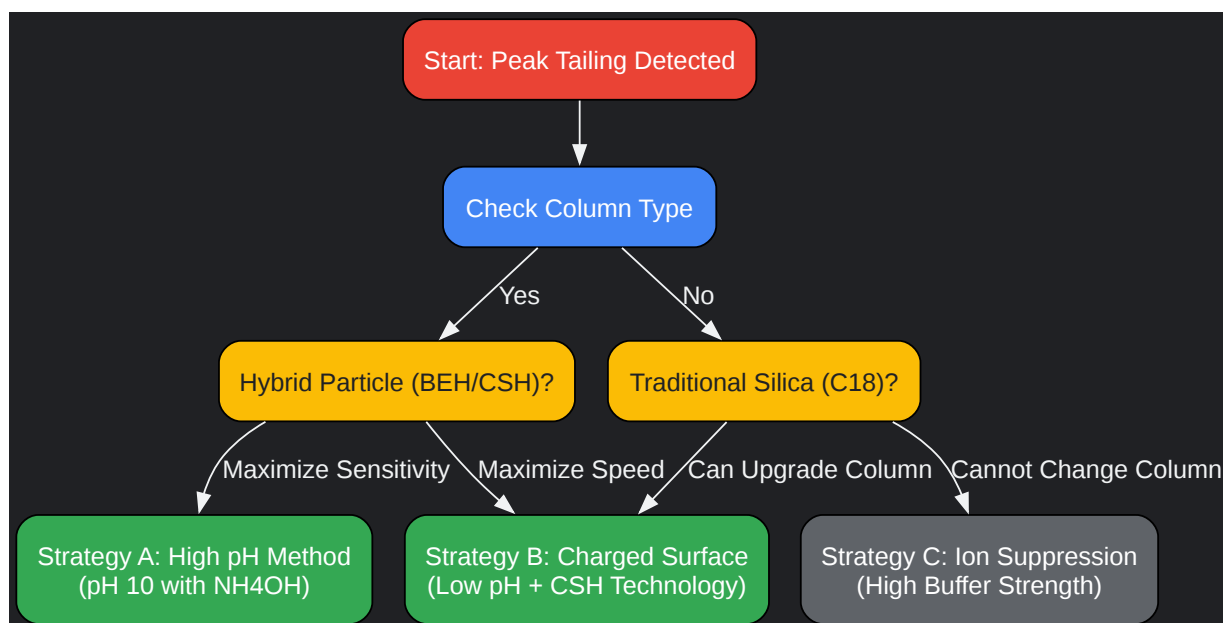 Start: Peak Tailing Detected
Check Column Type
Yes
No
Hybrid Particle (BEH/CSH)?
Traditional Silica (C18)?
Maximize Sensitivity
Maximize Speed
Can Upgrade Column
Cannot Change Column
Strategy A: High pH Method
(pH 10 with NH4OH)
Strategy B: Charged Surface
(Low pH + CSH Technology)
Strategy C: Ion Suppression
(High Buffer Strength)